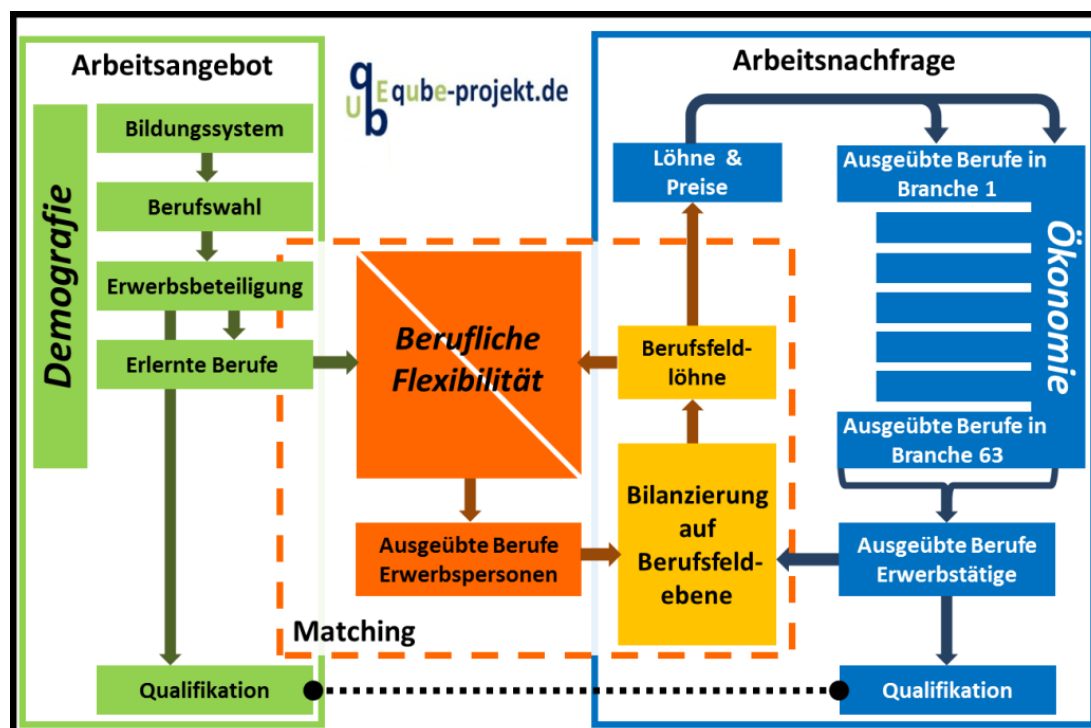 Arbeitsangebot
Demografie
Bildungssystem
Berufswahl
Erwerbsbeteiligung
Erlernte Berufe
Qualifikation
qubE
qube-projekt.de
Berufliche
Flexibilität
Ausgeübte Berufe
Erwerbspersonen
Matching
Arbeitsnachfrage
Löhne &
Preise
Berufsfeld-
löhne
Bilanzierung
auf
Berufsfeld-
ebene
Ausgeübte Berufe in
Branche 1
Ökonomie
Ausgeübte Berufe in
Branche 63
Ausgeübte Berufe
Erwerbstätige
Qualifikation